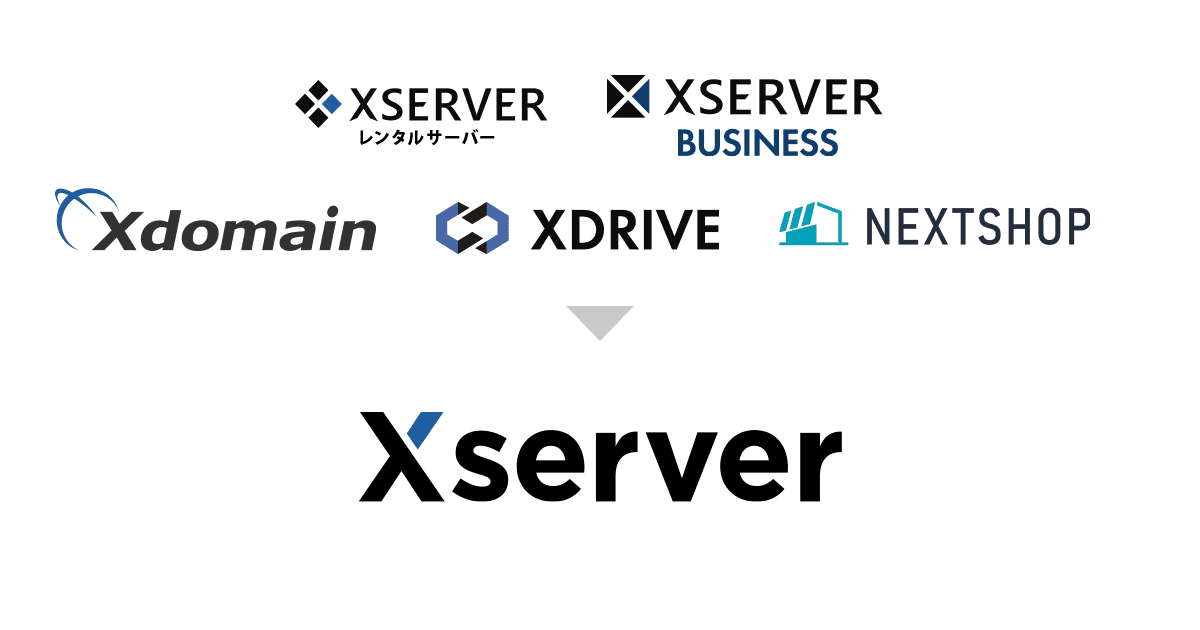 XSERVER
レンタルサーバー
XSERVER
BUSINESS
Xdomain
XDRIVE
NEXTSHOP
Xserver